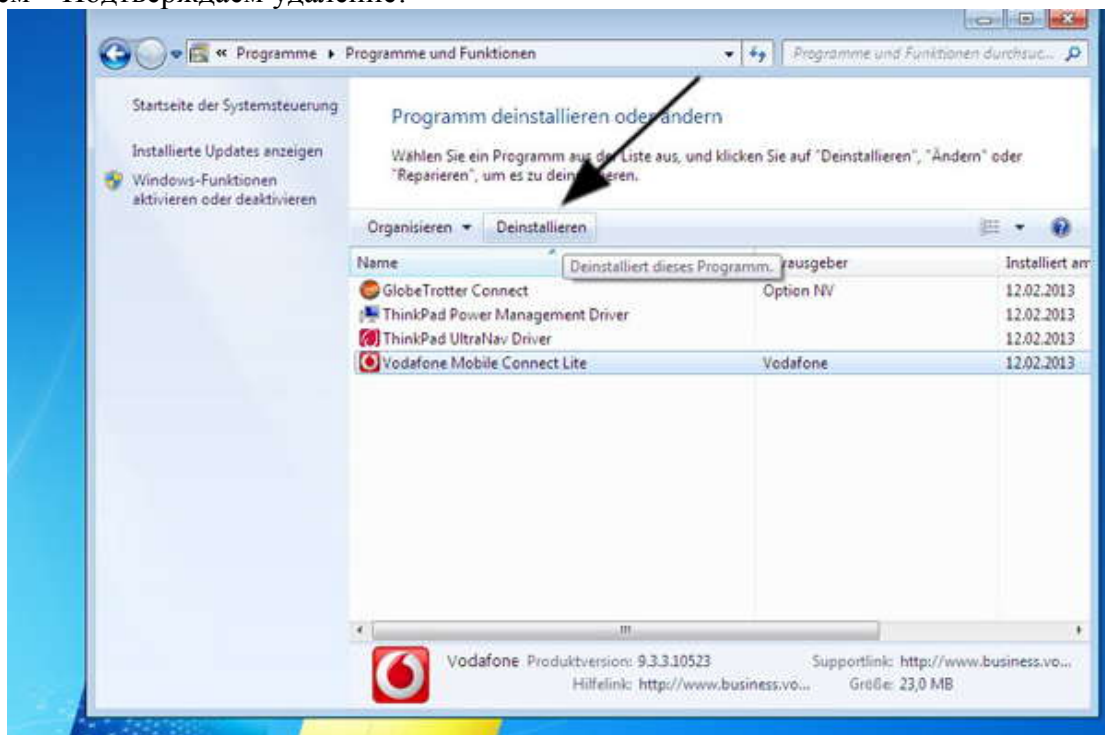 Подтверждаем удаление.
« Programme ▸ Programme und Funktionen
Programme und Funktionen durchsuc...
Startseite der Systemsteuerung
Installierte Updates anzeigen
Windows-Funktionen
aktivieren oder deaktivieren
Programm deinstallieren oder ändern
Wählen Sie ein Programm aus der Liste aus, und klicken Sie auf "Deinstallieren", "Ändern" oder
"Reparieren", um es zu deinstallieren.
Organisieren Deinstallieren
Name rausgeber Installiert am
Deinstalliert dieses Programm.
GlobeTrotter Connect Option NV 12.02.2013
ThinkPad Power Management Driver 12.02.2013
ThinkPad UltraNav Driver 12.02.2013
Vodafone Mobile Connect Lite Vodafone 12.02.2013
Vodafone Produktversion: 9.3.3.10523 Supportlink: http://www.business.vo...
Hilfelink: http://www.business.vo... Größe: 23,0 MB